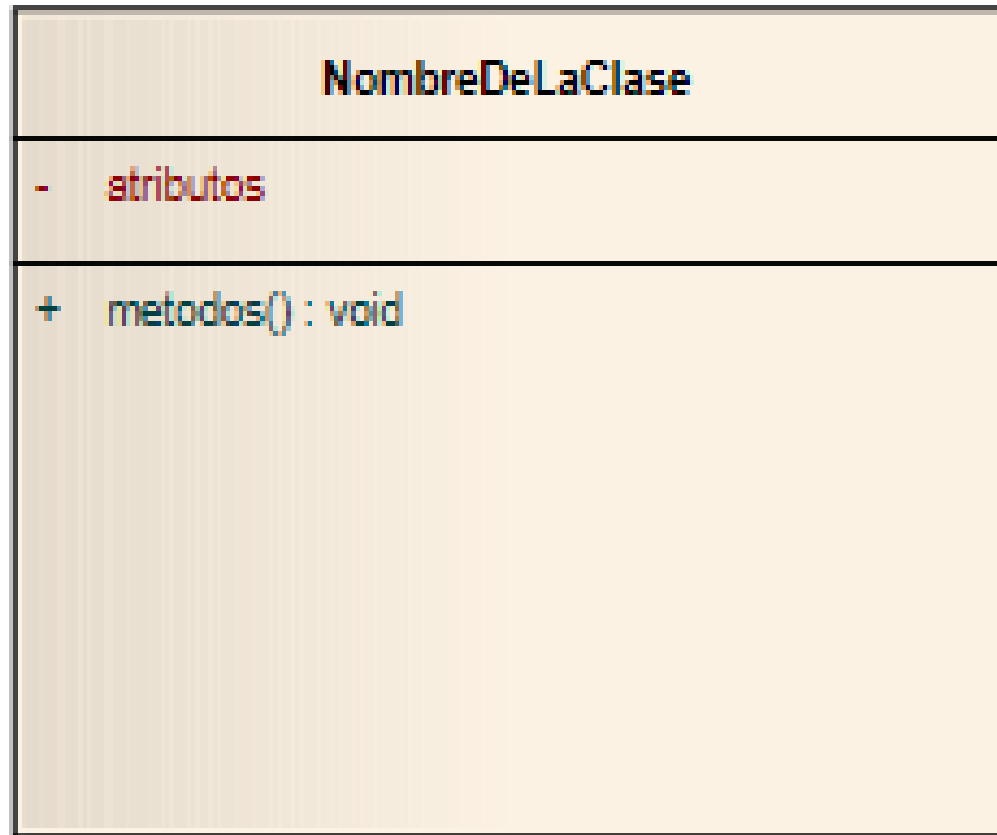 NombreDeLaClase
- atributos
+ metodos() : void